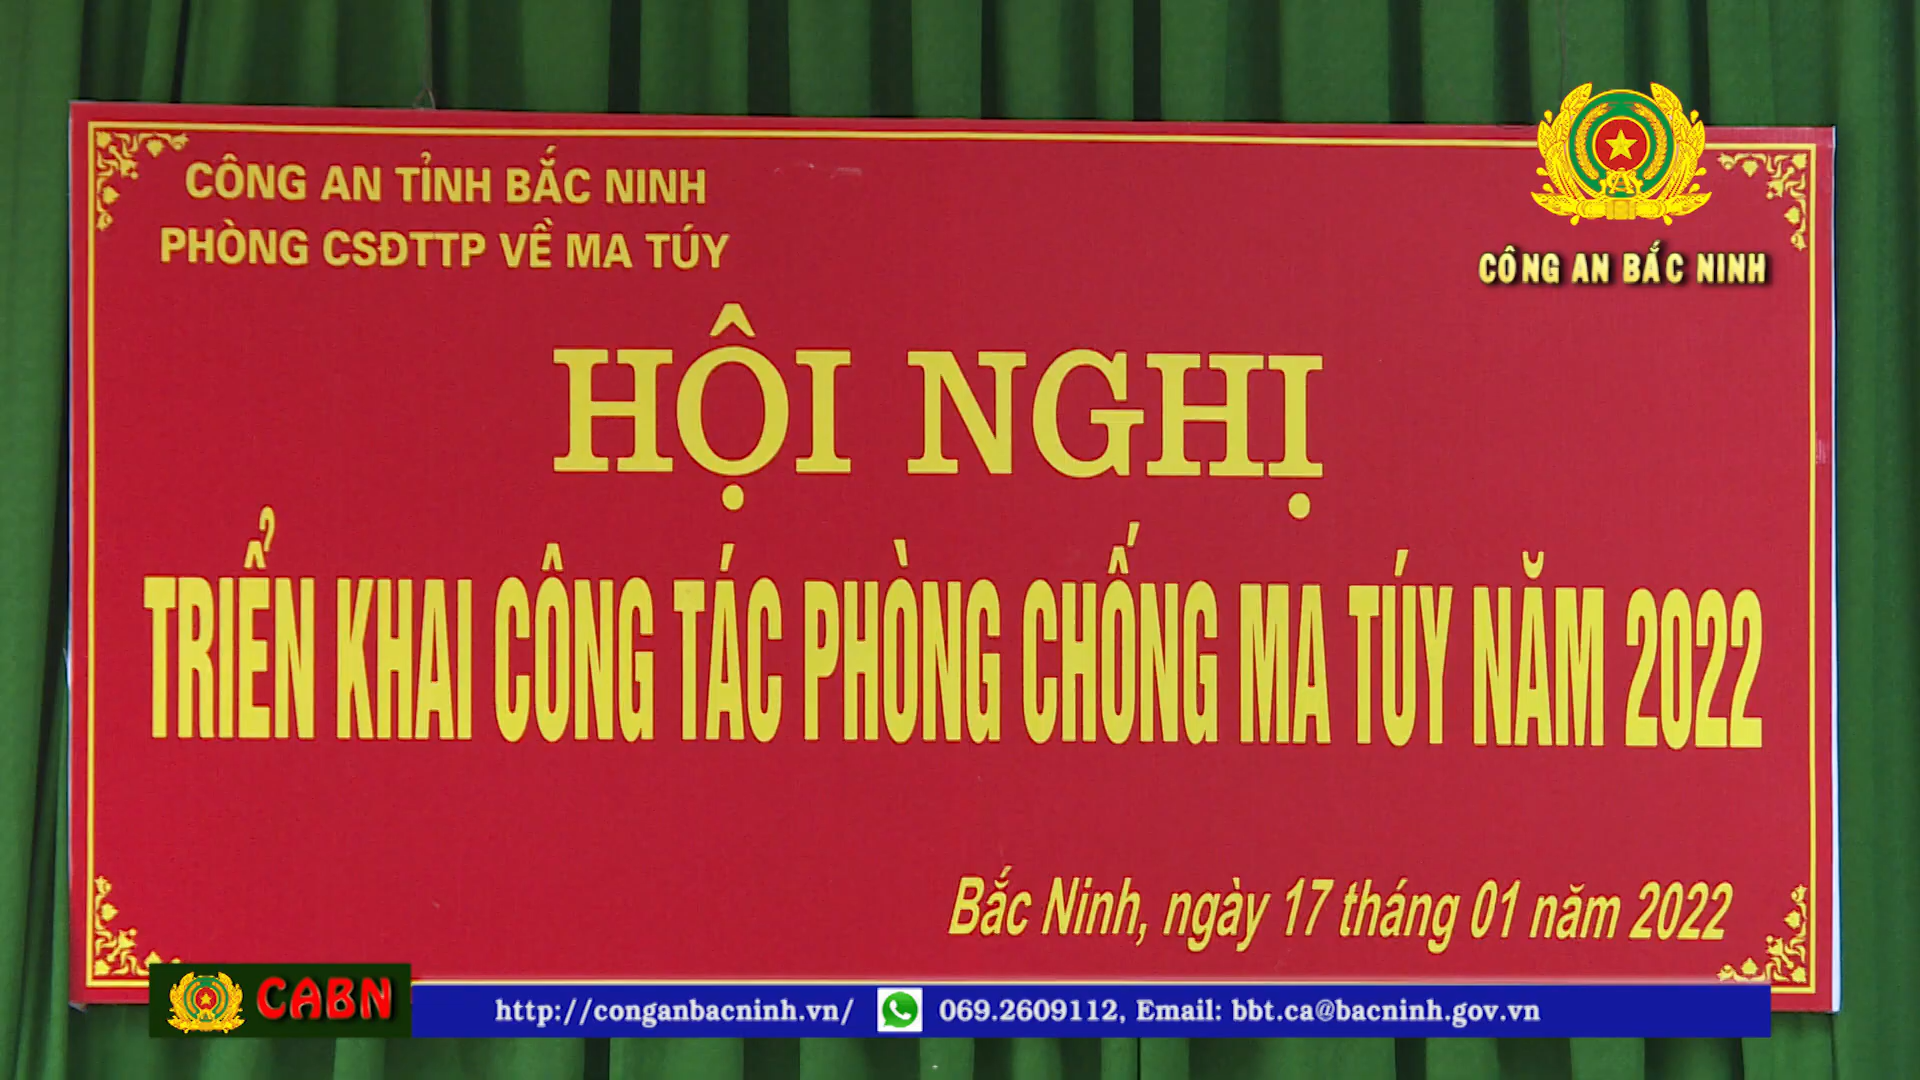 CÔNG AN TỈNH BẮC NINH
PHÒNG CSĐTTP VỀ MA TÚY
CÔNG AN BẮC NINH
HỘI NGHỊ
TRIỂN KHAI CÔNG TÁC PHÒNG CHỐNG MA TÚY NĂM 2022
Bắc Ninh, ngày 17 tháng 01 năm 2022
CABN
http://conganbacninh.vn/ 069.2609112, Email: bbt.ca@bacninh.gov.vn